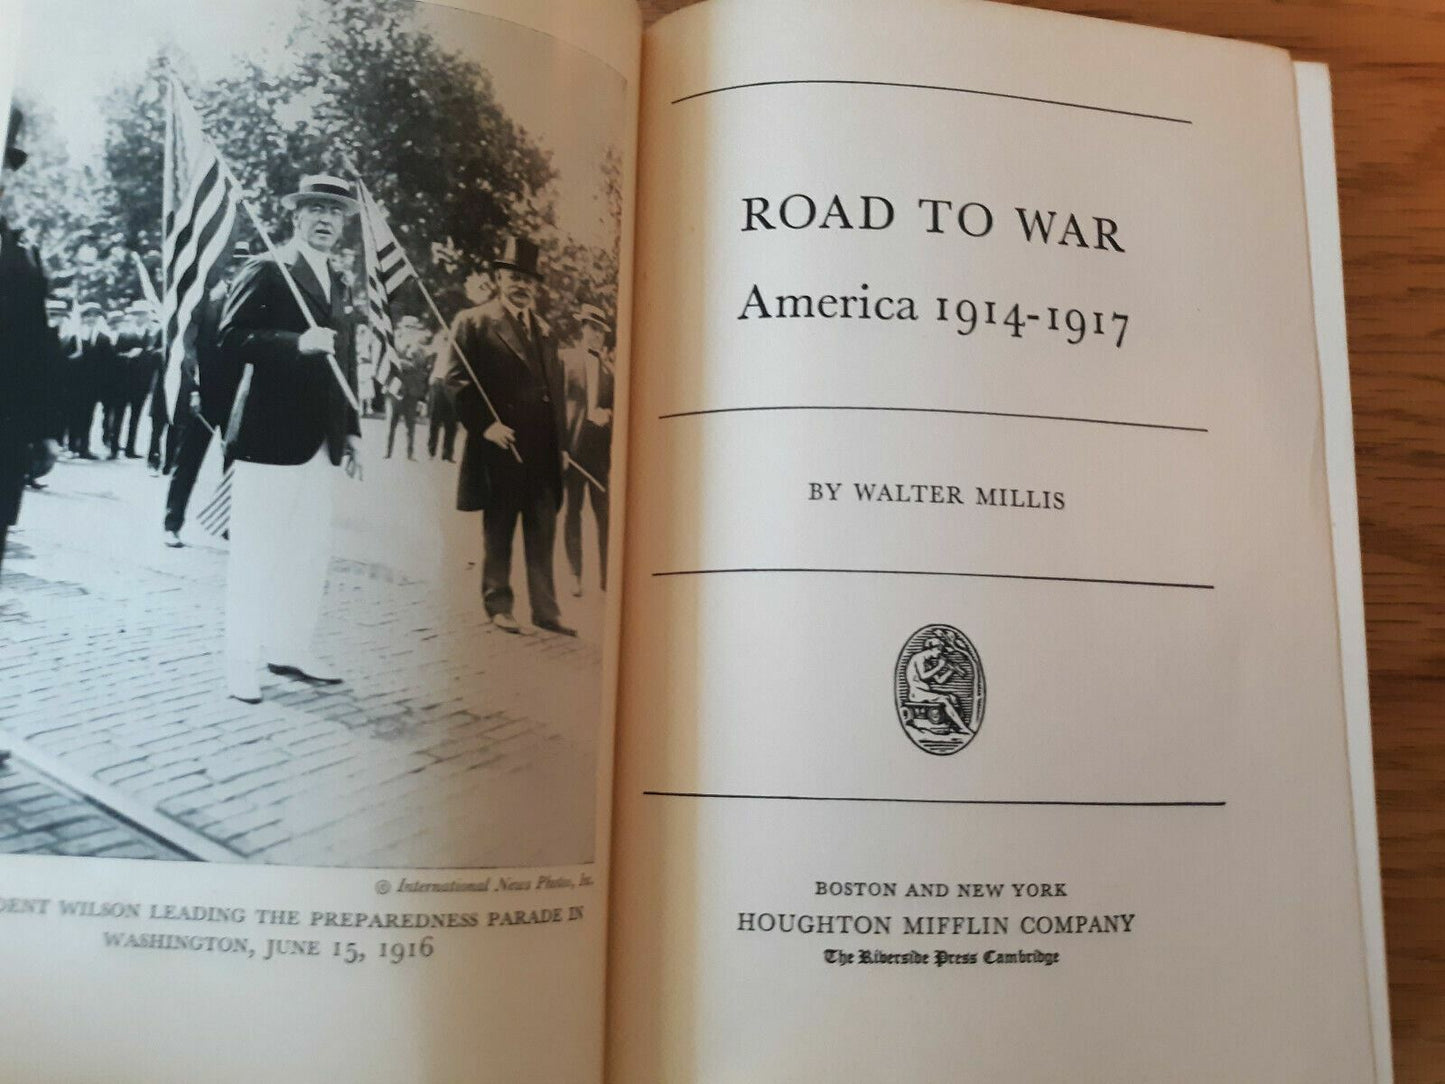 © International News Photos, Inc.
DENT WILSON LEADING THE PREPAREDNESS PARADE IN
WASHINGTON, JUNE 15, 1916
ROAD TO WAR
America 1914-1917
BY WALTER MILLIS
BOSTON AND NEW YORK
HOUGHTON MIFFLIN COMPANY
The Riverside Press Cambridge